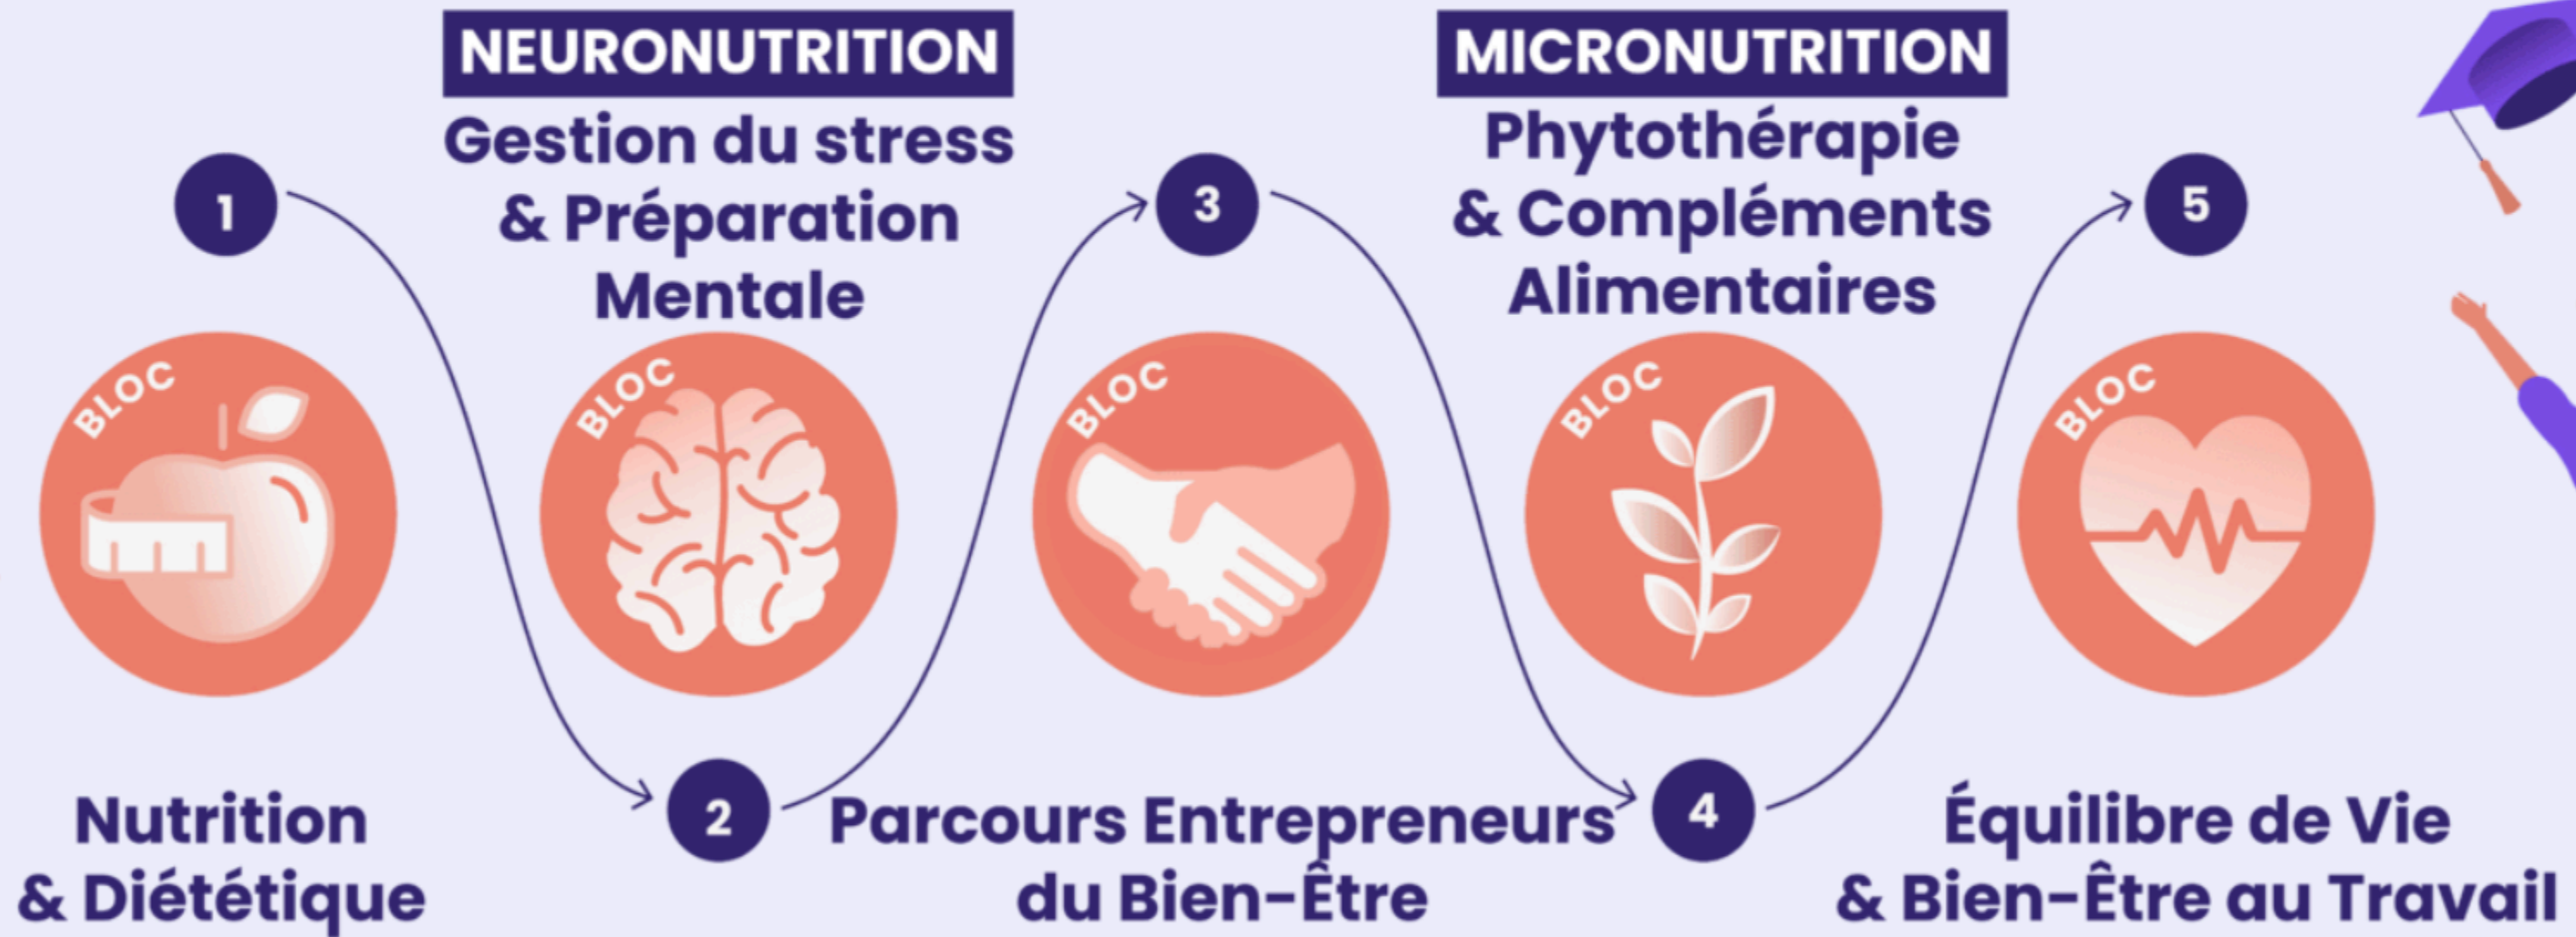 1
BLOC
Nutrition
& Diététique
NEURONUTRITION
Gestion du stress
& Préparation
Mentale
BLOC
2
3
BLOC
Parcours Entrepreneurs
du Bien-Être
MICRONUTRITION
Phytothérapie
& Compléments
Alimentaires
BLOC
4
5
BLOC
Équilibre de Vie
& Bien-Être au Travail